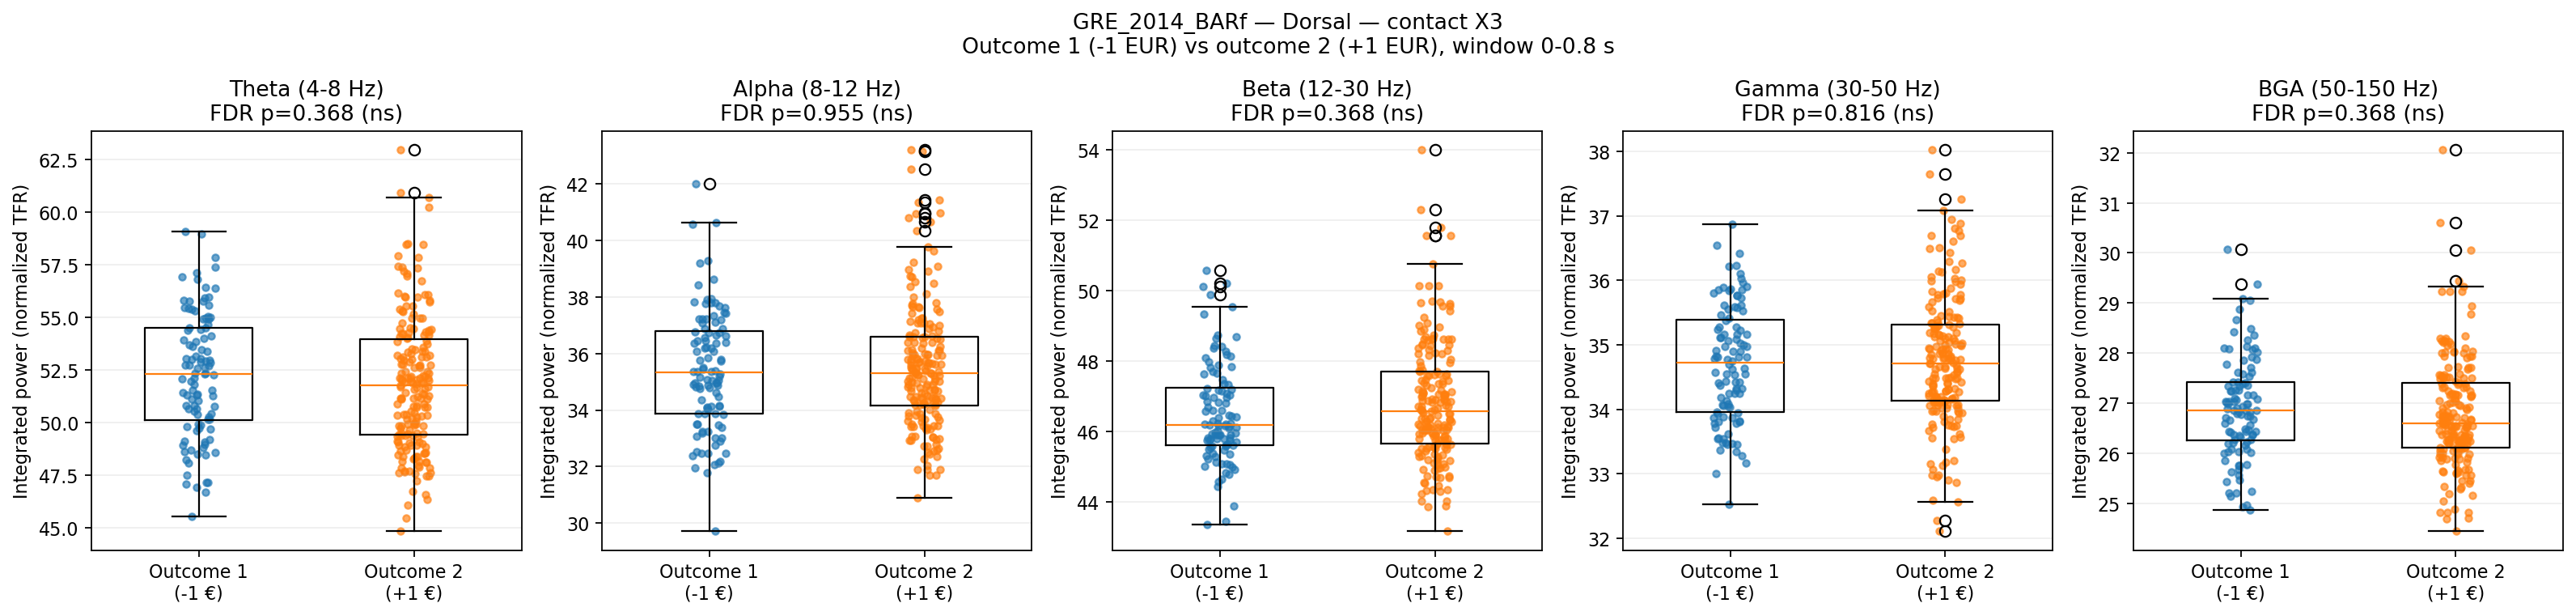 GRE_2014_BARf — Dorsal — contact X3
Outcome 1 (-1 EUR) vs outcome 2 (+1 EUR), window 0-0.8 s
Theta (4-8 Hz)
FDR p=0.368 (ns)
Integrated power (normalized TFR)
62.5
60.0
57.5
55.0
52.5
50.0
47.5
45.0
Outcome 1
(-1 €)
Outcome 2
(+1 €)
Alpha (8-12 Hz)
FDR p=0.955 (ns)
Integrated power (normalized TFR)
42
40
38
36
34
32
30
Outcome 1
(-1 €)
Outcome 2
(+1 €)
Beta (12-30 Hz)
FDR p=0.368 (ns)
Integrated power (normalized TFR)
54
52
50
48
46
44
Outcome 1
(-1 €)
Outcome 2
(+1 €)
Gamma (30-50 Hz)
FDR p=0.816 (ns)
Integrated power (normalized TFR)
38
37
36
35
34
33
32
Outcome 1
(-1 €)
Outcome 2
(+1 €)
BGA (50-150 Hz)
FDR p=0.368 (ns)
Integrated power (normalized TFR)
32
31
30
29
28
27
26
25
Outcome 1
(-1 €)
Outcome 2
(+1 €)